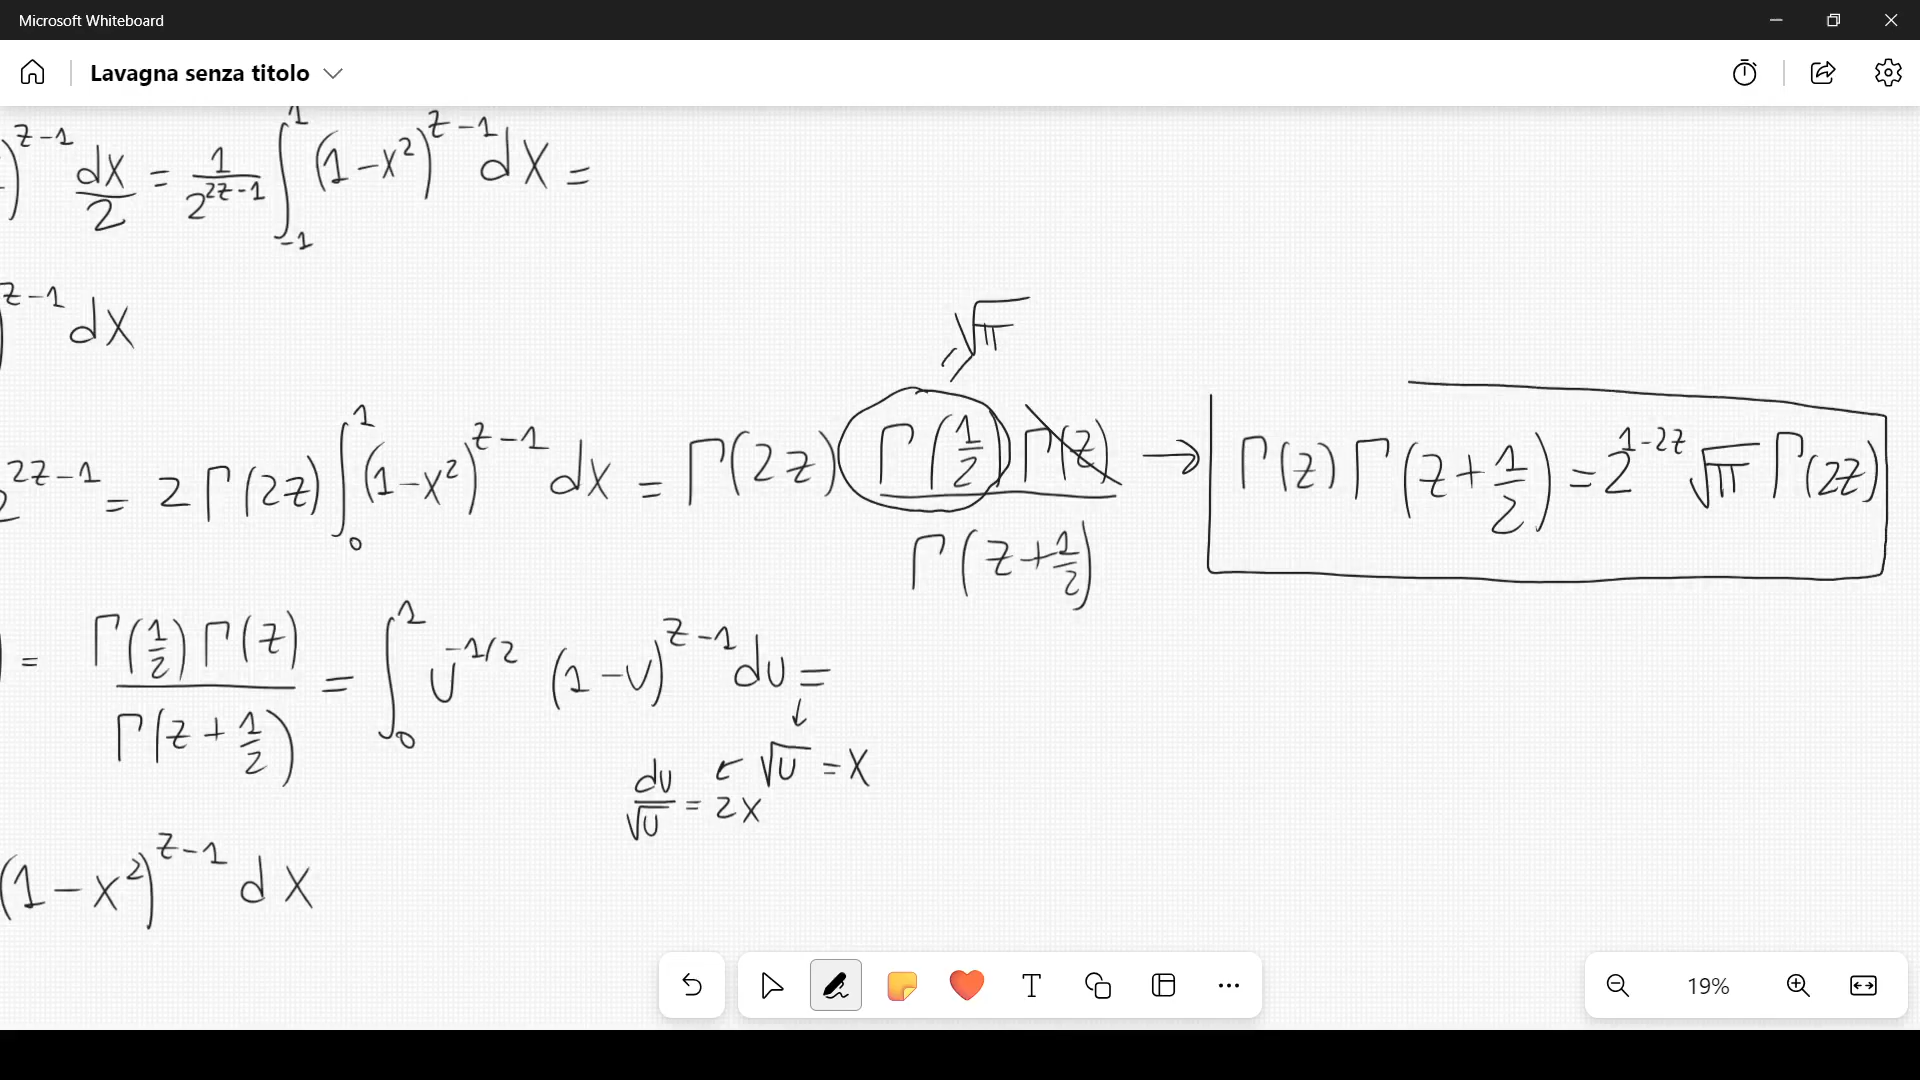 Microsoft Whiteboard
Lavagna senza titolo
)^{z-1} dx/2 = 1/2^{2z-1} ∫_{-1}^{1} (1-x²)^{z-1} dx =
)^{z-1} dx
√π
2^{2z-1} = 2Γ(2z) ∫_0^1 (1-x²)^{z-1} dx = Γ(2z) Γ(1/2) Γ(z) / Γ(z+1/2) → Γ(z) Γ(z+1/2) = 2^{1-2z} √π Γ(2z)
) = Γ(1/2) Γ(z) / Γ(z+1/2) = ∫_0^1 u^{-1/2} (1-u)^{z-1} du =
↓
du/√u = 2x ← √u = x
(1-x²)^{z-1} dx
19%